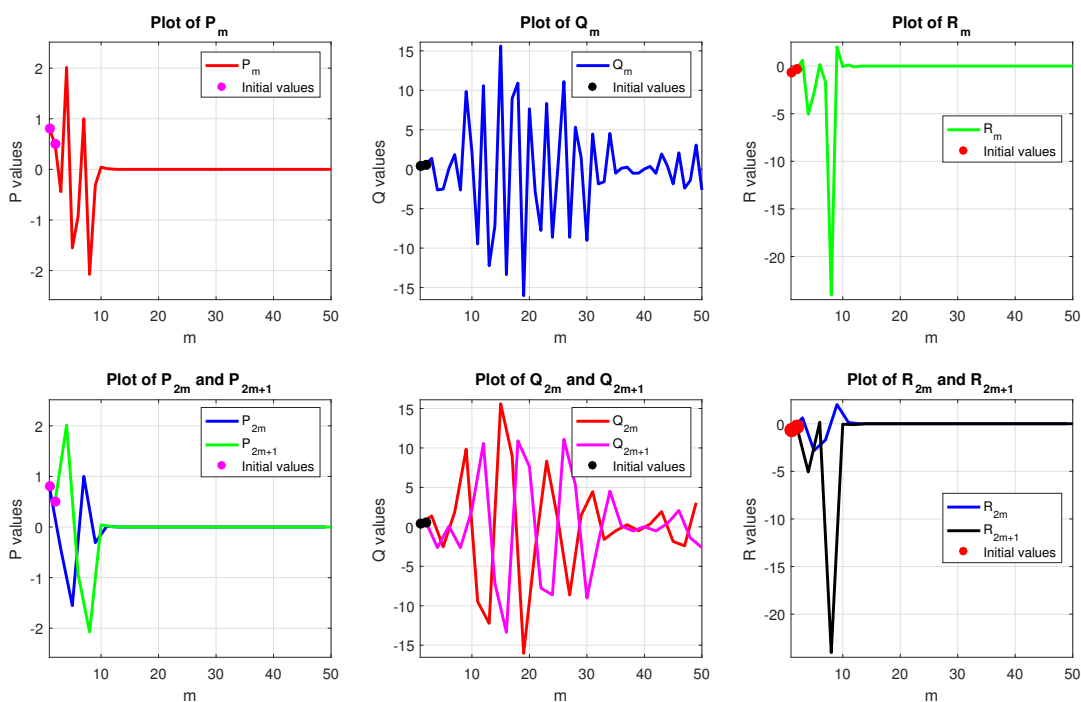 Plot of P_m
P values
2
1
0
-1
-2
10
20
30
40
50
m
P_m
Initial values
Plot of Q_m
Q values
15
10
5
0
-5
-10
-15
10
20
30
40
50
m
Q_m
Initial values
Plot of R_m
R values
0
-5
-10
-15
-20
10
20
30
40
50
m
R_m
Initial values
Plot of P_2m and P_2m+1
P values
2
1
0
-1
-2
10
20
30
40
50
m
P_2m
P_2m+1
Initial values
Plot of Q_2m and Q_2m+1
Q values
15
10
5
0
-5
-10
-15
10
20
30
40
50
m
Q_2m
Q_2m+1
Initial values
Plot of R_2m and R_2m+1
R values
0
-5
-10
-15
-20
10
20
30
40
50
m
R_2m
R_2m+1
Initial values